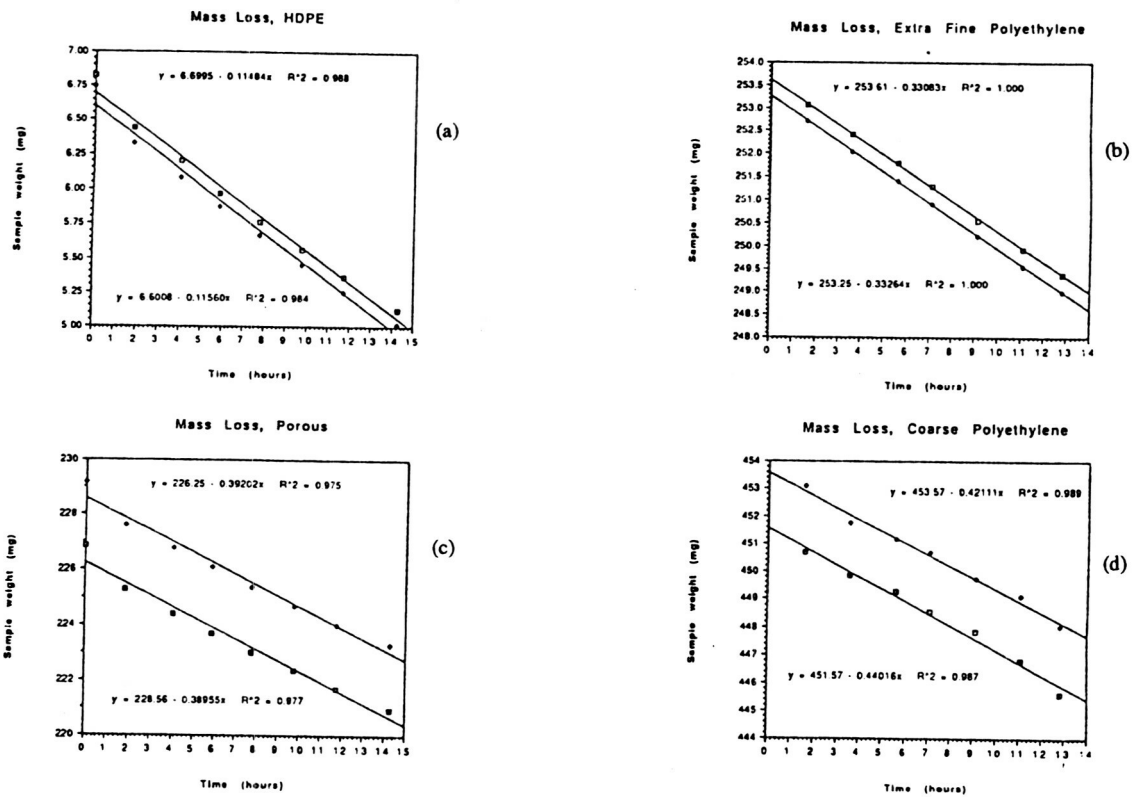 Mass Loss, HDPE
7.00
6.75
6.50
6.25
6.00
5.75
5.50
5.25
5.00
Sample weight (mg)
y = 6.6995 - 0.11484x R^2 = 0.988
y = 6.6008 - 0.11560x R^2 = 0.984
0 1 2 3 4 5 6 7 8 9 10 11 12 13 14 15
Time (hours)
(a)
Mass Loss, Extra Fine Polyethylene
254.0
253.5
253.0
252.5
252.0
251.5
251.0
250.5
250.0
249.5
249.0
248.5
248.0
Sample weight (mg)
y = 253.61 - 0.33083x R^2 = 1.000
y = 253.25 - 0.33264x R^2 = 1.000
0 1 2 3 4 5 6 7 8 9 10 11 12 13 14
Time (hours)
(b)
Mass Loss, Porous
230
228
226
224
222
220
Sample weight (mg)
y = 226.25 - 0.39202x R^2 = 0.975
y = 228.56 - 0.38955x R^2 = 0.977
0 1 2 3 4 5 6 7 8 9 10 11 12 13 14 15
Time (hours)
(c)
Mass Loss, Coarse Polyethylene
454
453
452
451
450
449
448
447
446
445
444
Sample weight (mg)
y = 453.57 - 0.42111x R^2 = 0.989
y = 451.57 - 0.44016x R^2 = 0.987
0 1 2 3 4 5 6 7 8 9 10 11 12 13 14
Time (hours)
(d)